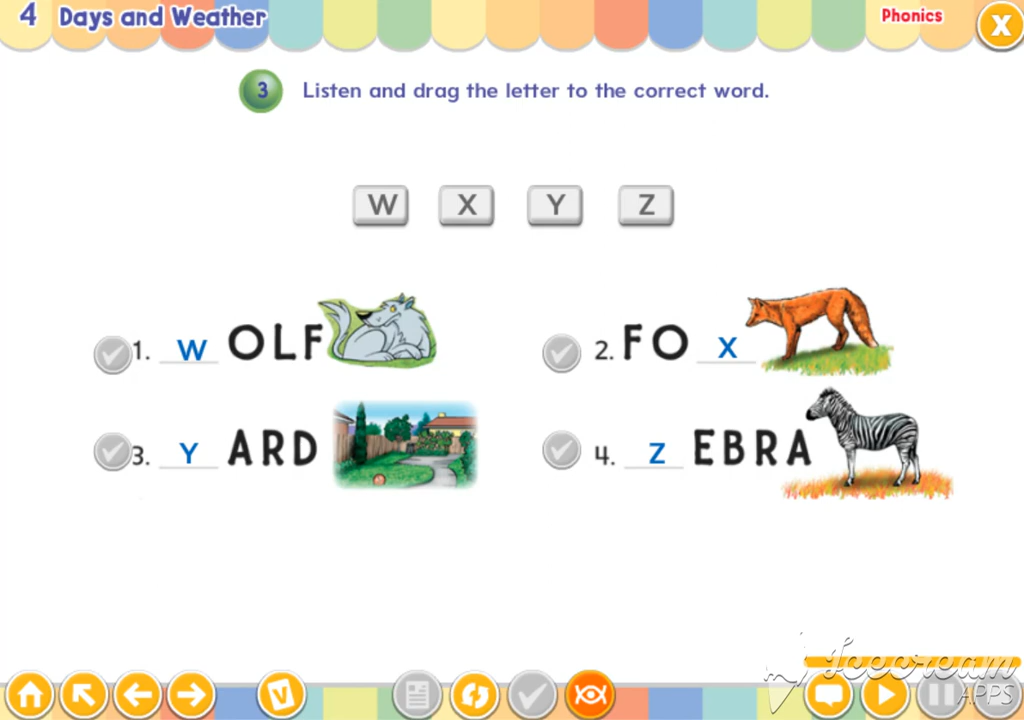 4 Days and Weather
Phonics
X
3 Listen and drag the letter to the correct word.
W X Y Z
1. W OLF
2. FO X
3. Y ARD
4. Z EBRA
V
Icecream
APPS